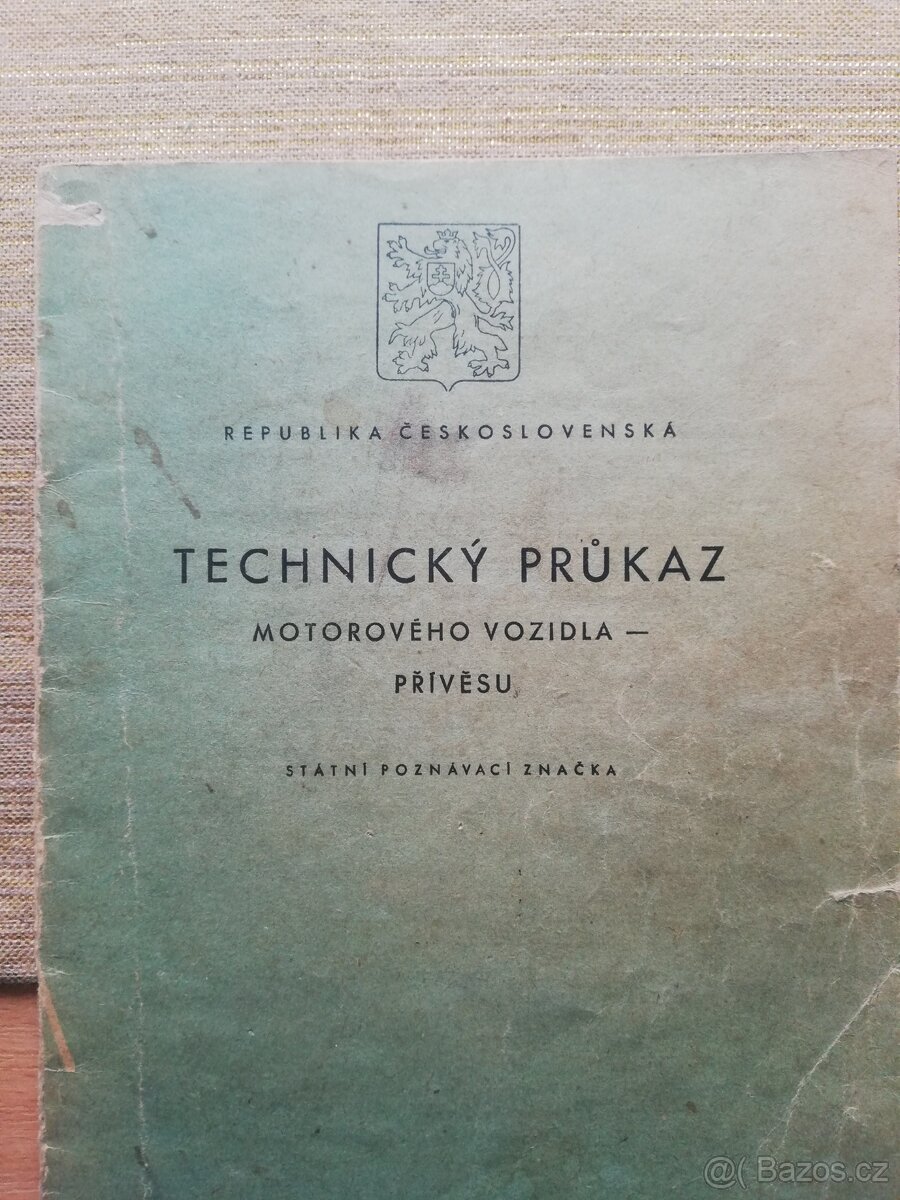 REPUBLIKA ČESKOSLOVENSKÁ
TECHNICKÝ PRŮKAZ
MOTOROVÉHO VOZIDLA —
PŘÍVĚSU
STÁTNÍ POZNÁVACÍ ZNAČKA
@( Bazos.cz